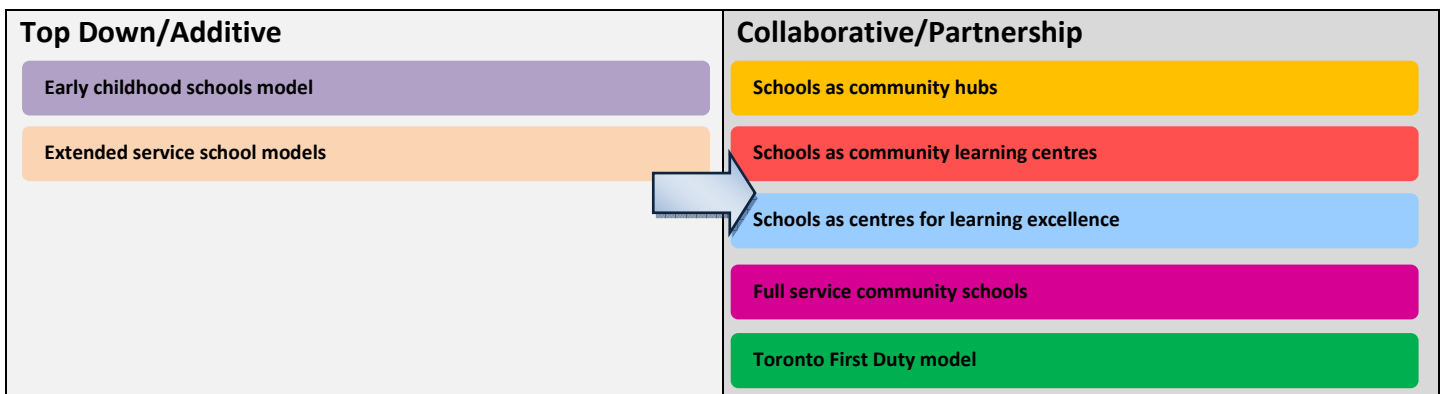 Top Down/Additive
Early childhood schools model
Extended service school models
Collaborative/Partnership
Schools as community hubs
Schools as community learning centres
Schools as centres for learning excellence
Full service community schools
Toronto First Duty model